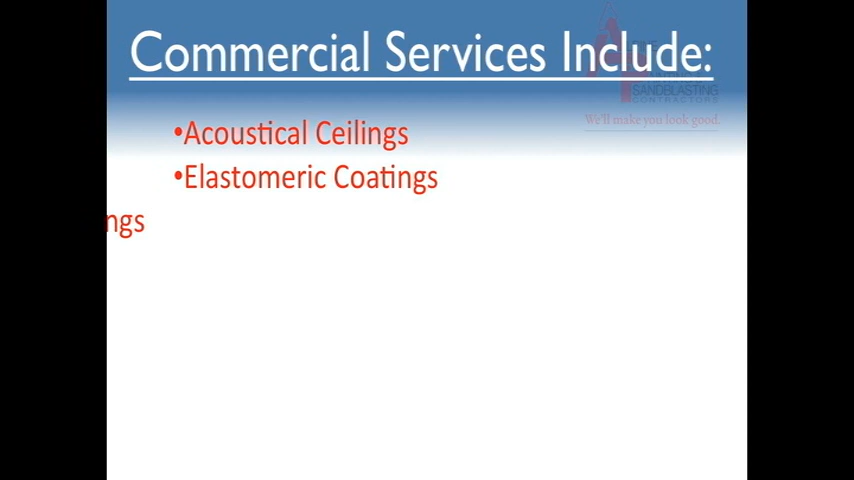 Commercial Services Include:
SANDBLASTING
CONTRACTORS
We'll make you look good.
•Acoustical Ceilings
•Elastomeric Coatings
ngs